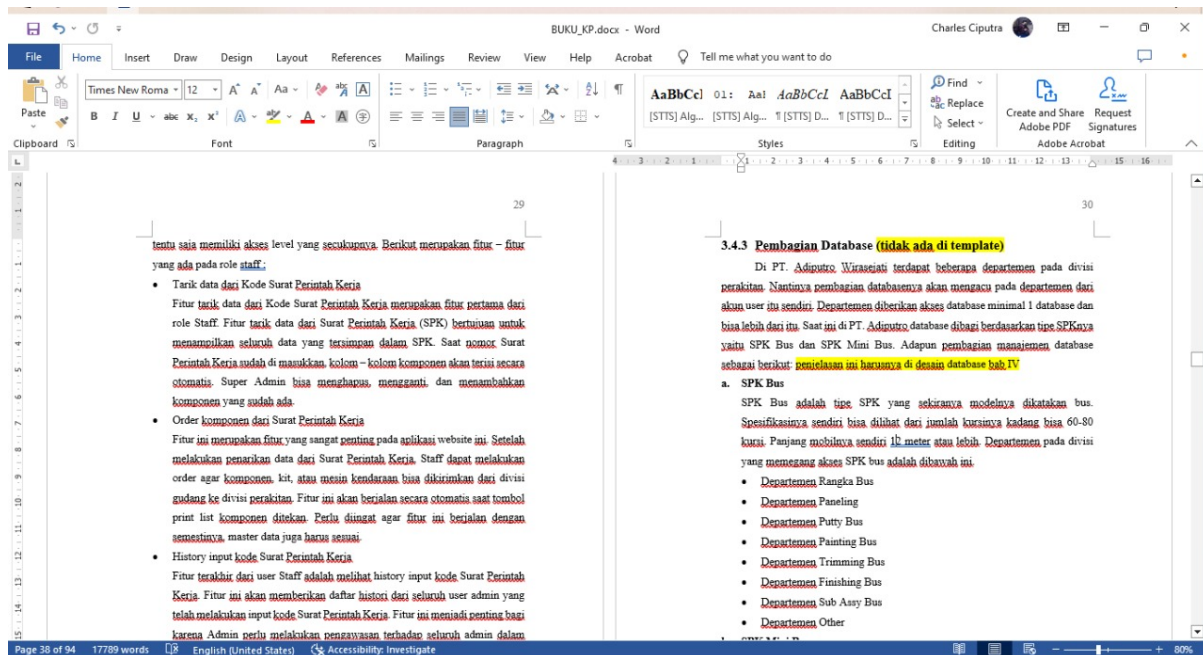 BUKU_KP.docx - Word
Charles Ciputra
File Home Insert Draw Design Layout References Mailings Review View Help Acrobat Tell me what you want to do
Paste
Times New Roma 12
Aa
B I U abc x₂ x² A A
AaBbCcI 01: AaI AaBbCcL AaBbCcI
[STTS] Alg... [STTS] Alg... ¶ [STTS] D... ¶ [STTS] D...
Find
Replace
Select
Create and Share Adobe PDF
Request Signatures
Clipboard Font Paragraph Styles Editing Adobe Acrobat
29
tentu saja memiliki akses level yang secukupnya. Berikut merupakan fitur – fitur
yang ada pada role staff :
• Tarik data dari Kode Surat Perintah Kerja
Fitur tarik data dari Kode Surat Perintah Kerja merupakan fitur pertama dari
role Staff. Fitur tarik data dari Surat Perintah Kerja (SPK) bertujuan untuk
menampilkan seluruh data yang tersimpan dalam SPK. Saat nomor Surat
Perintah Kerja sudah di masukkan, kolom – kolom komponen akan terisi secara
otomatis. Super Admin bisa menghapus, mengganti, dan menambahkan
komponen yang sudah ada.
• Order komponen dari Surat Perintah Kerja
Fitur ini merupakan fitur yang sangat penting pada aplikasi website ini. Setelah
melakukan penarikan data dari Surat Perintah Kerja, Staff dapat melakukan
order agar komponen, kit, atau mesin kendaraan bisa dikirimkan dari divisi
gudang ke divisi perakitan. Fitur ini akan berjalan secara otomatis saat tombol
print list komponen ditekan. Perlu diingat agar fitur ini berjalan dengan
semestinya, master data juga harus sesuai.
• History input kode Surat Perintah Kerja
Fitur terakhir dari user Staff adalah melihat history input kode Surat Perintah
Kerja. Fitur ini akan memberikan daftar histori dari seluruh user admin yang
telah melakukan input kode Surat Perintah Kerja. Fitur ini menjadi penting bagi
karena Admin perlu melakukan pengawasan terhadap seluruh admin dalam
30
3.4.3 Pembagian Database (tidak ada di template)
Di PT. Adiputro Wirasejati terdapat beberapa departemen pada divisi
perakitan. Nantinya pembagian databasenya akan mengacu pada departemen dari
akun user itu sendiri. Departemen diberikan akses database minimal 1 database dan
bisa lebih dari itu. Saat ini di PT. Adiputro database dibagi berdasarkan tipe SPKnya
yaitu SPK Bus dan SPK Mini Bus. Adapun pembagian manajemen database
sebagai berikut: penjelasan ini harusnya di desain database bab IV
a. SPK Bus
SPK Bus adalah tipe SPK yang sekiranya modelnya dikatakan bus.
Spesifikasinya sendiri bisa dilihat dari jumlah kursinya kadang bisa 60-80
kursi. Panjang mobilnya sendiri 12 meter atau lebih. Departemen pada divisi
yang memegang akses SPK bus adalah dibawah ini.
• Departemen Rangka Bus
• Departemen Paneling
• Departemen Putty Bus
• Departemen Painting Bus
• Departemen Trimming Bus
• Departemen Finishing Bus
• Departemen Sub Assy Bus
• Departemen Other
Page 38 of 94 17789 words English (United States) Accessibility: Investigate 80%